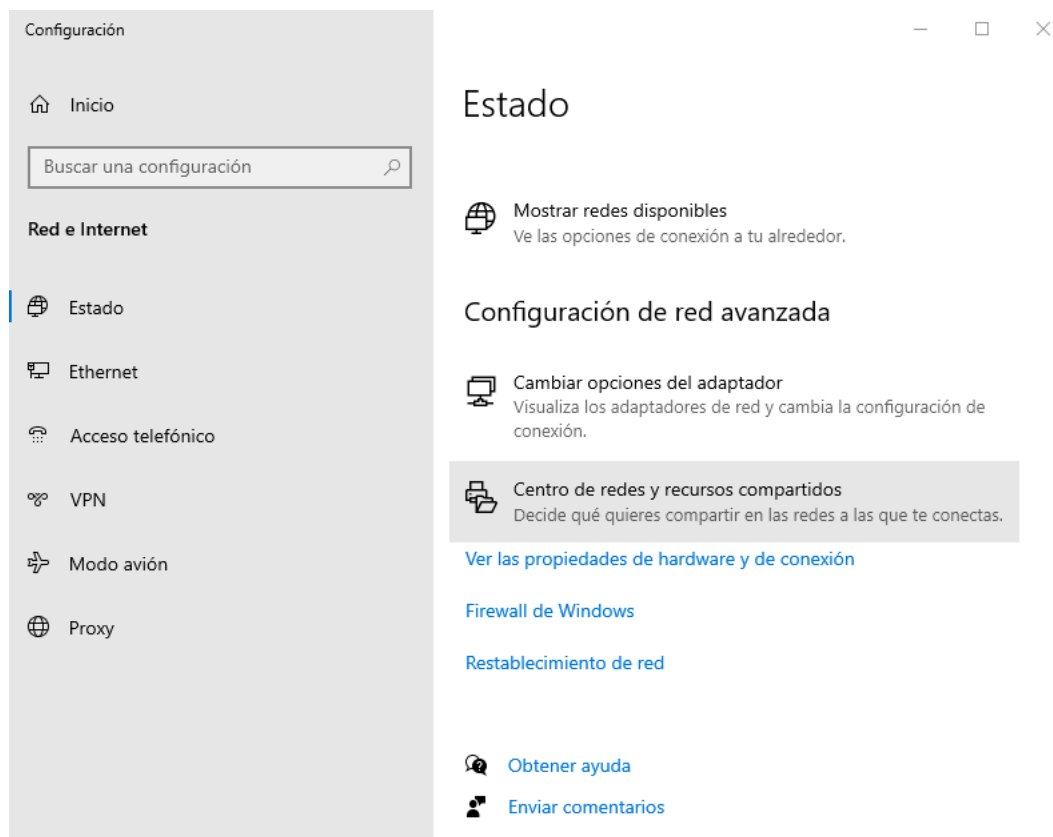 Configuración
Inicio
Buscar una configuración
Red e Internet
Estado
Ethernet
Acceso telefónico
VPN
Modo avión
Proxy
Estado
Mostrar redes disponibles
Ve las opciones de conexión a tu alrededor.
Configuración de red avanzada
Cambiar opciones del adaptador
Visualiza los adaptadores de red y cambia la configuración de
conexión.
Centro de redes y recursos compartidos
Decide qué quieres compartir en las redes a las que te conectas.
Ver las propiedades de hardware y de conexión
Firewall de Windows
Restablecimiento de red
Obtener ayuda
Enviar comentarios